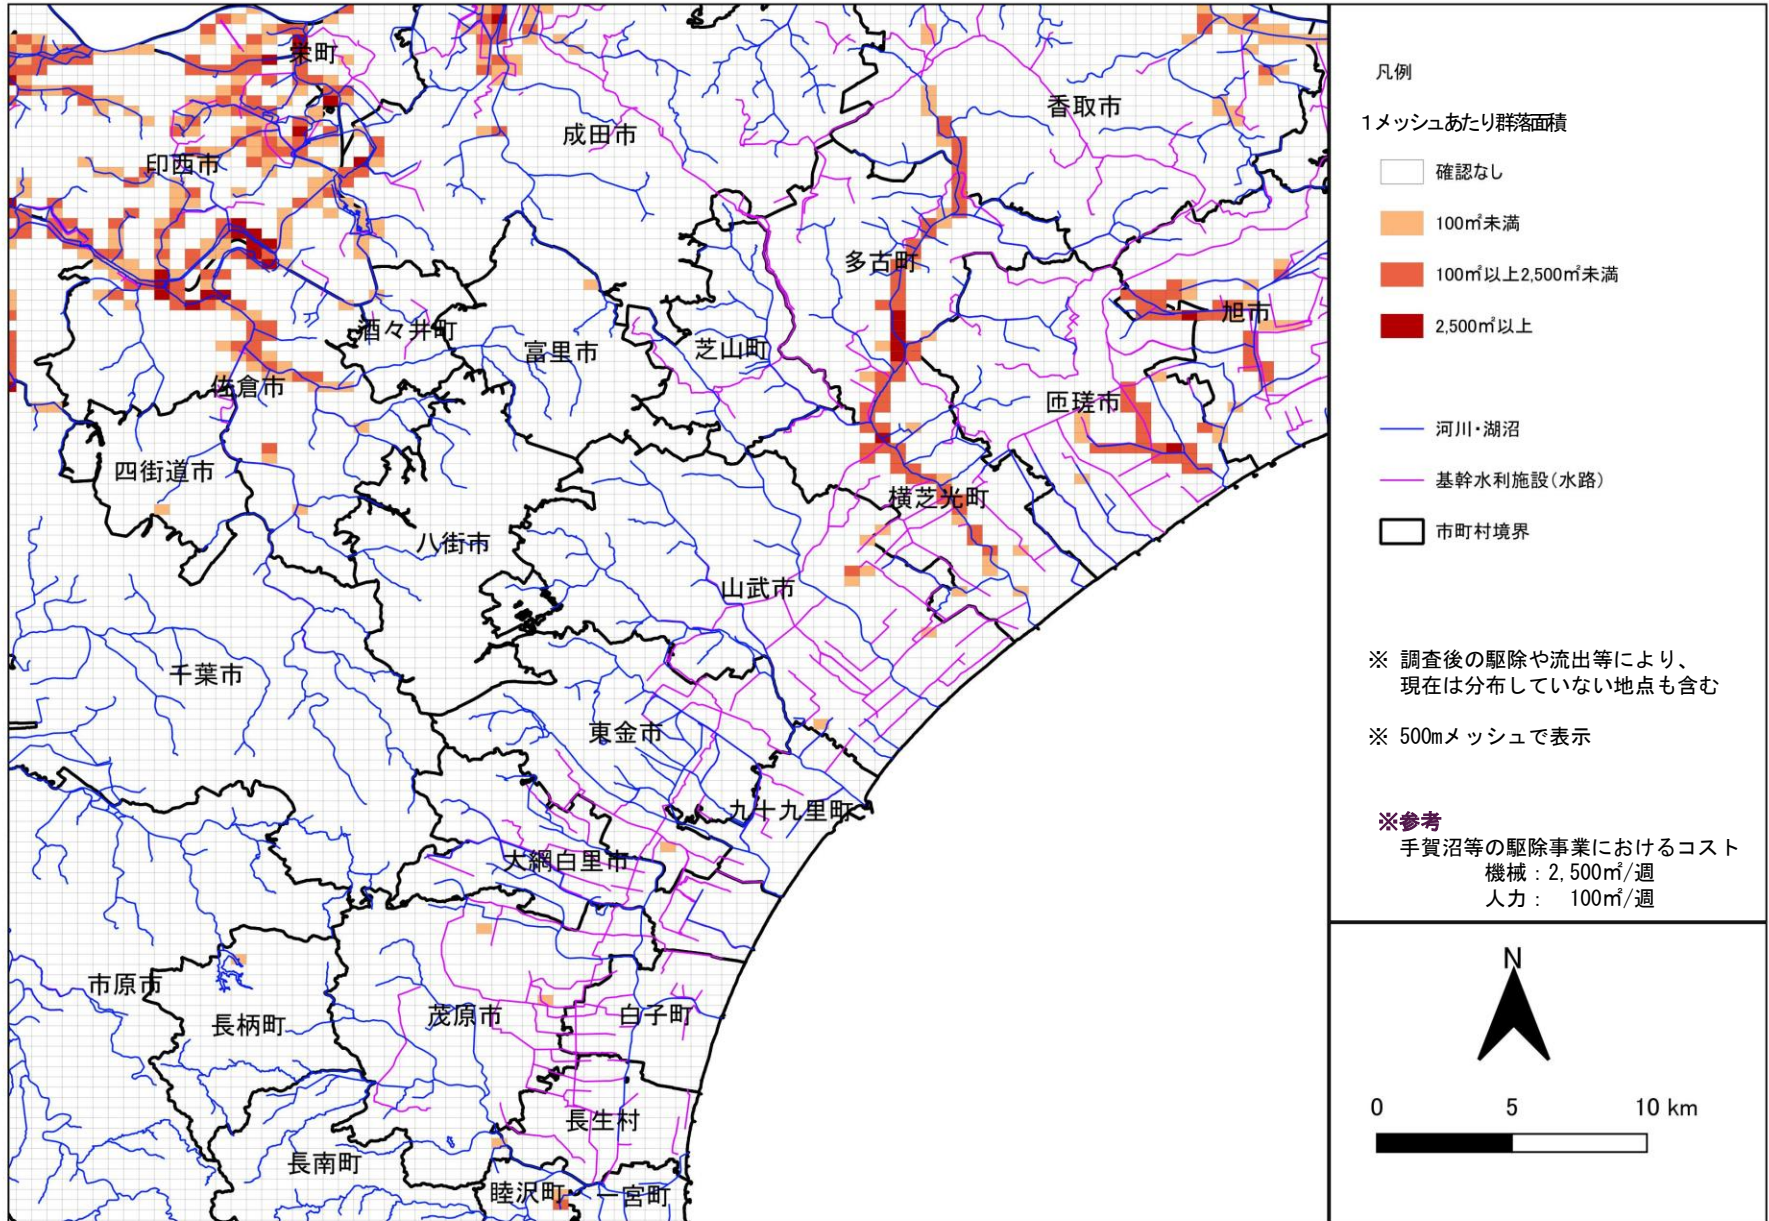 栄町
香取市
成田市
印西市
多古町
旭市
酒々井町
富里市
芝山町
佐倉市
匝瑳市
四街道市
横芝光町
八街市
山武市
千葉市
東金市
九十九里町
大網白里市
市原市
長柄町
茂原市
白子町
長生村
長南町
睦沢町
一宮町
凡例
1メッシュあたり群落面積
確認なし
100㎡未満
100㎡以上2,500㎡未満
2,500㎡以上
河川・湖沼
基幹水利施設(水路)
市町村境界
※ 調査後の駆除や流出等により、
現在は分布していない地点も含む
※ 500mメッシュで表示
※参考
手賀沼等の駆除事業におけるコスト
機械：2,500㎡/週
人力： 100㎡/週
N
0 5 10 km